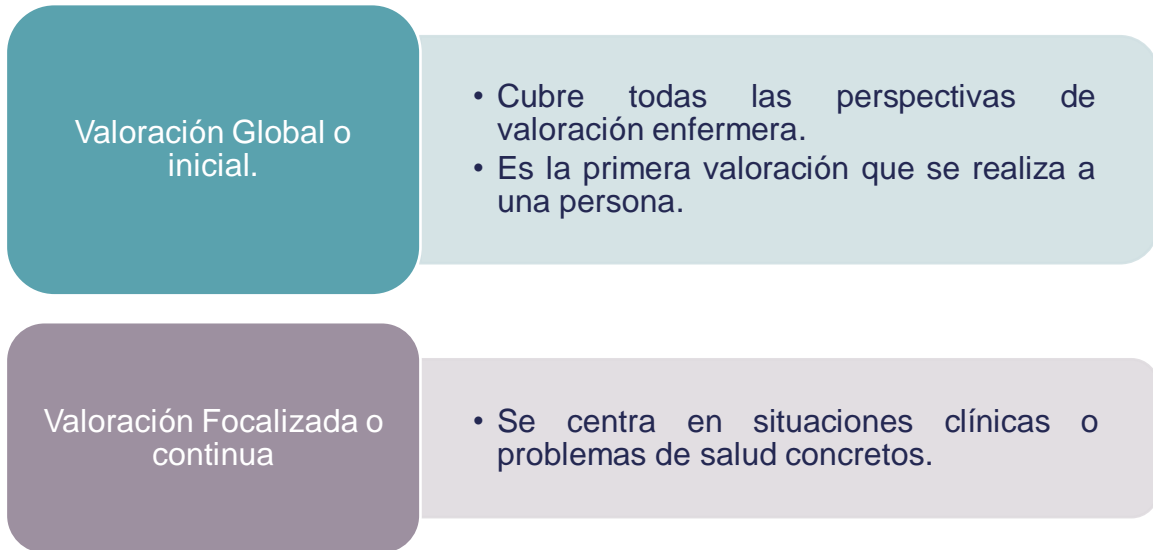 Valoración Global o
inicial.
• Cubre todas las perspectivas de
valoración enfermera.
• Es la primera valoración que se realiza a
una persona.
Valoración Focalizada o
continua
• Se centra en situaciones clínicas o
problemas de salud concretos.